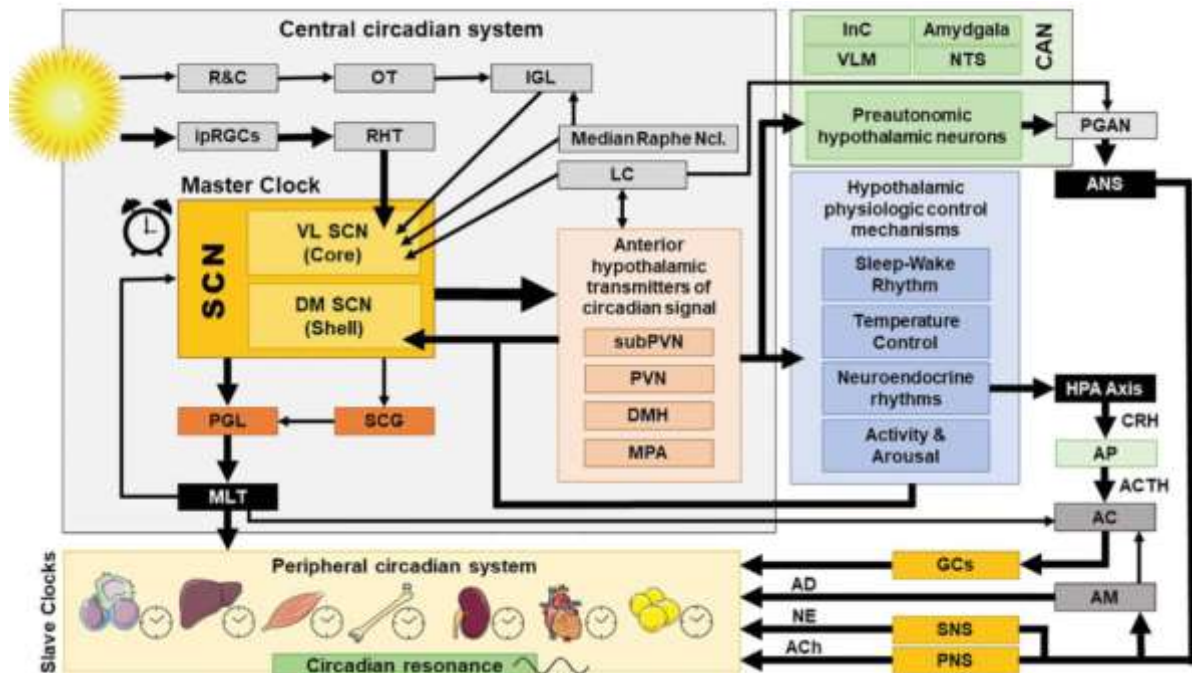 Central circadian system
R&C
OT
IGL
ipRGCs
RHT
Median Raphe Ncl.
LC
Master Clock
SCN
VL SCN
(Core)
DM SCN
(Shell)
PGL
SCG
MLT
Anterior
hypothalamic
transmitters of
circadian signal
subPVN
PVN
DMH
MPA
InC
Amydgala
VLM
NTS
CAN
Preautonomic
hypothalamic neurons
PGAN
ANS
Hypothalamic
physiologic control
mechanisms
Sleep-Wake
Rhythm
Temperature
Control
Neuroendocrine
rhythms
Activity &
Arousal
HPA Axis
CRH
AP
ACTH
AC
GCs
AM
SNS
PNS
AD
NE
ACh
Slave Clocks
Peripheral circadian system
Circadian resonance